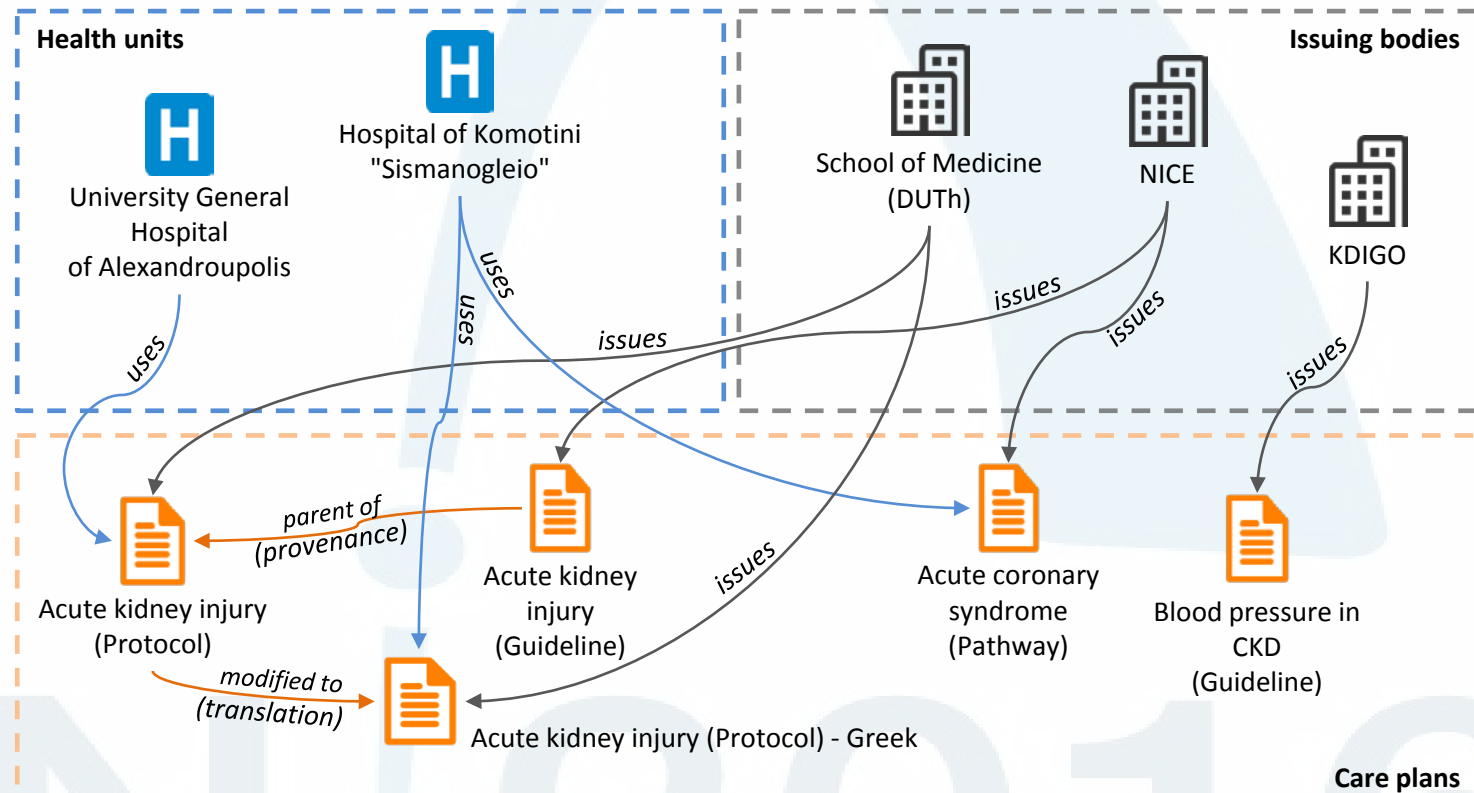 Health units
Issuing bodies
Hospital of Komotini
"Sismanogleio"
School of Medicine
(DUTh)
NICE
University General
Hospital
of Alexandroupolis
KDIGO
uses
uses
uses
issues
issues
issues
issues
issues
parent of
(provenance)
Acute kidney injury
(Protocol)
Acute kidney
injury
(Guideline)
Acute coronary
syndrome
(Pathway)
Blood pressure in
CKD
(Guideline)
modified to
(translation)
Acute kidney injury (Protocol) - Greek
Care plans